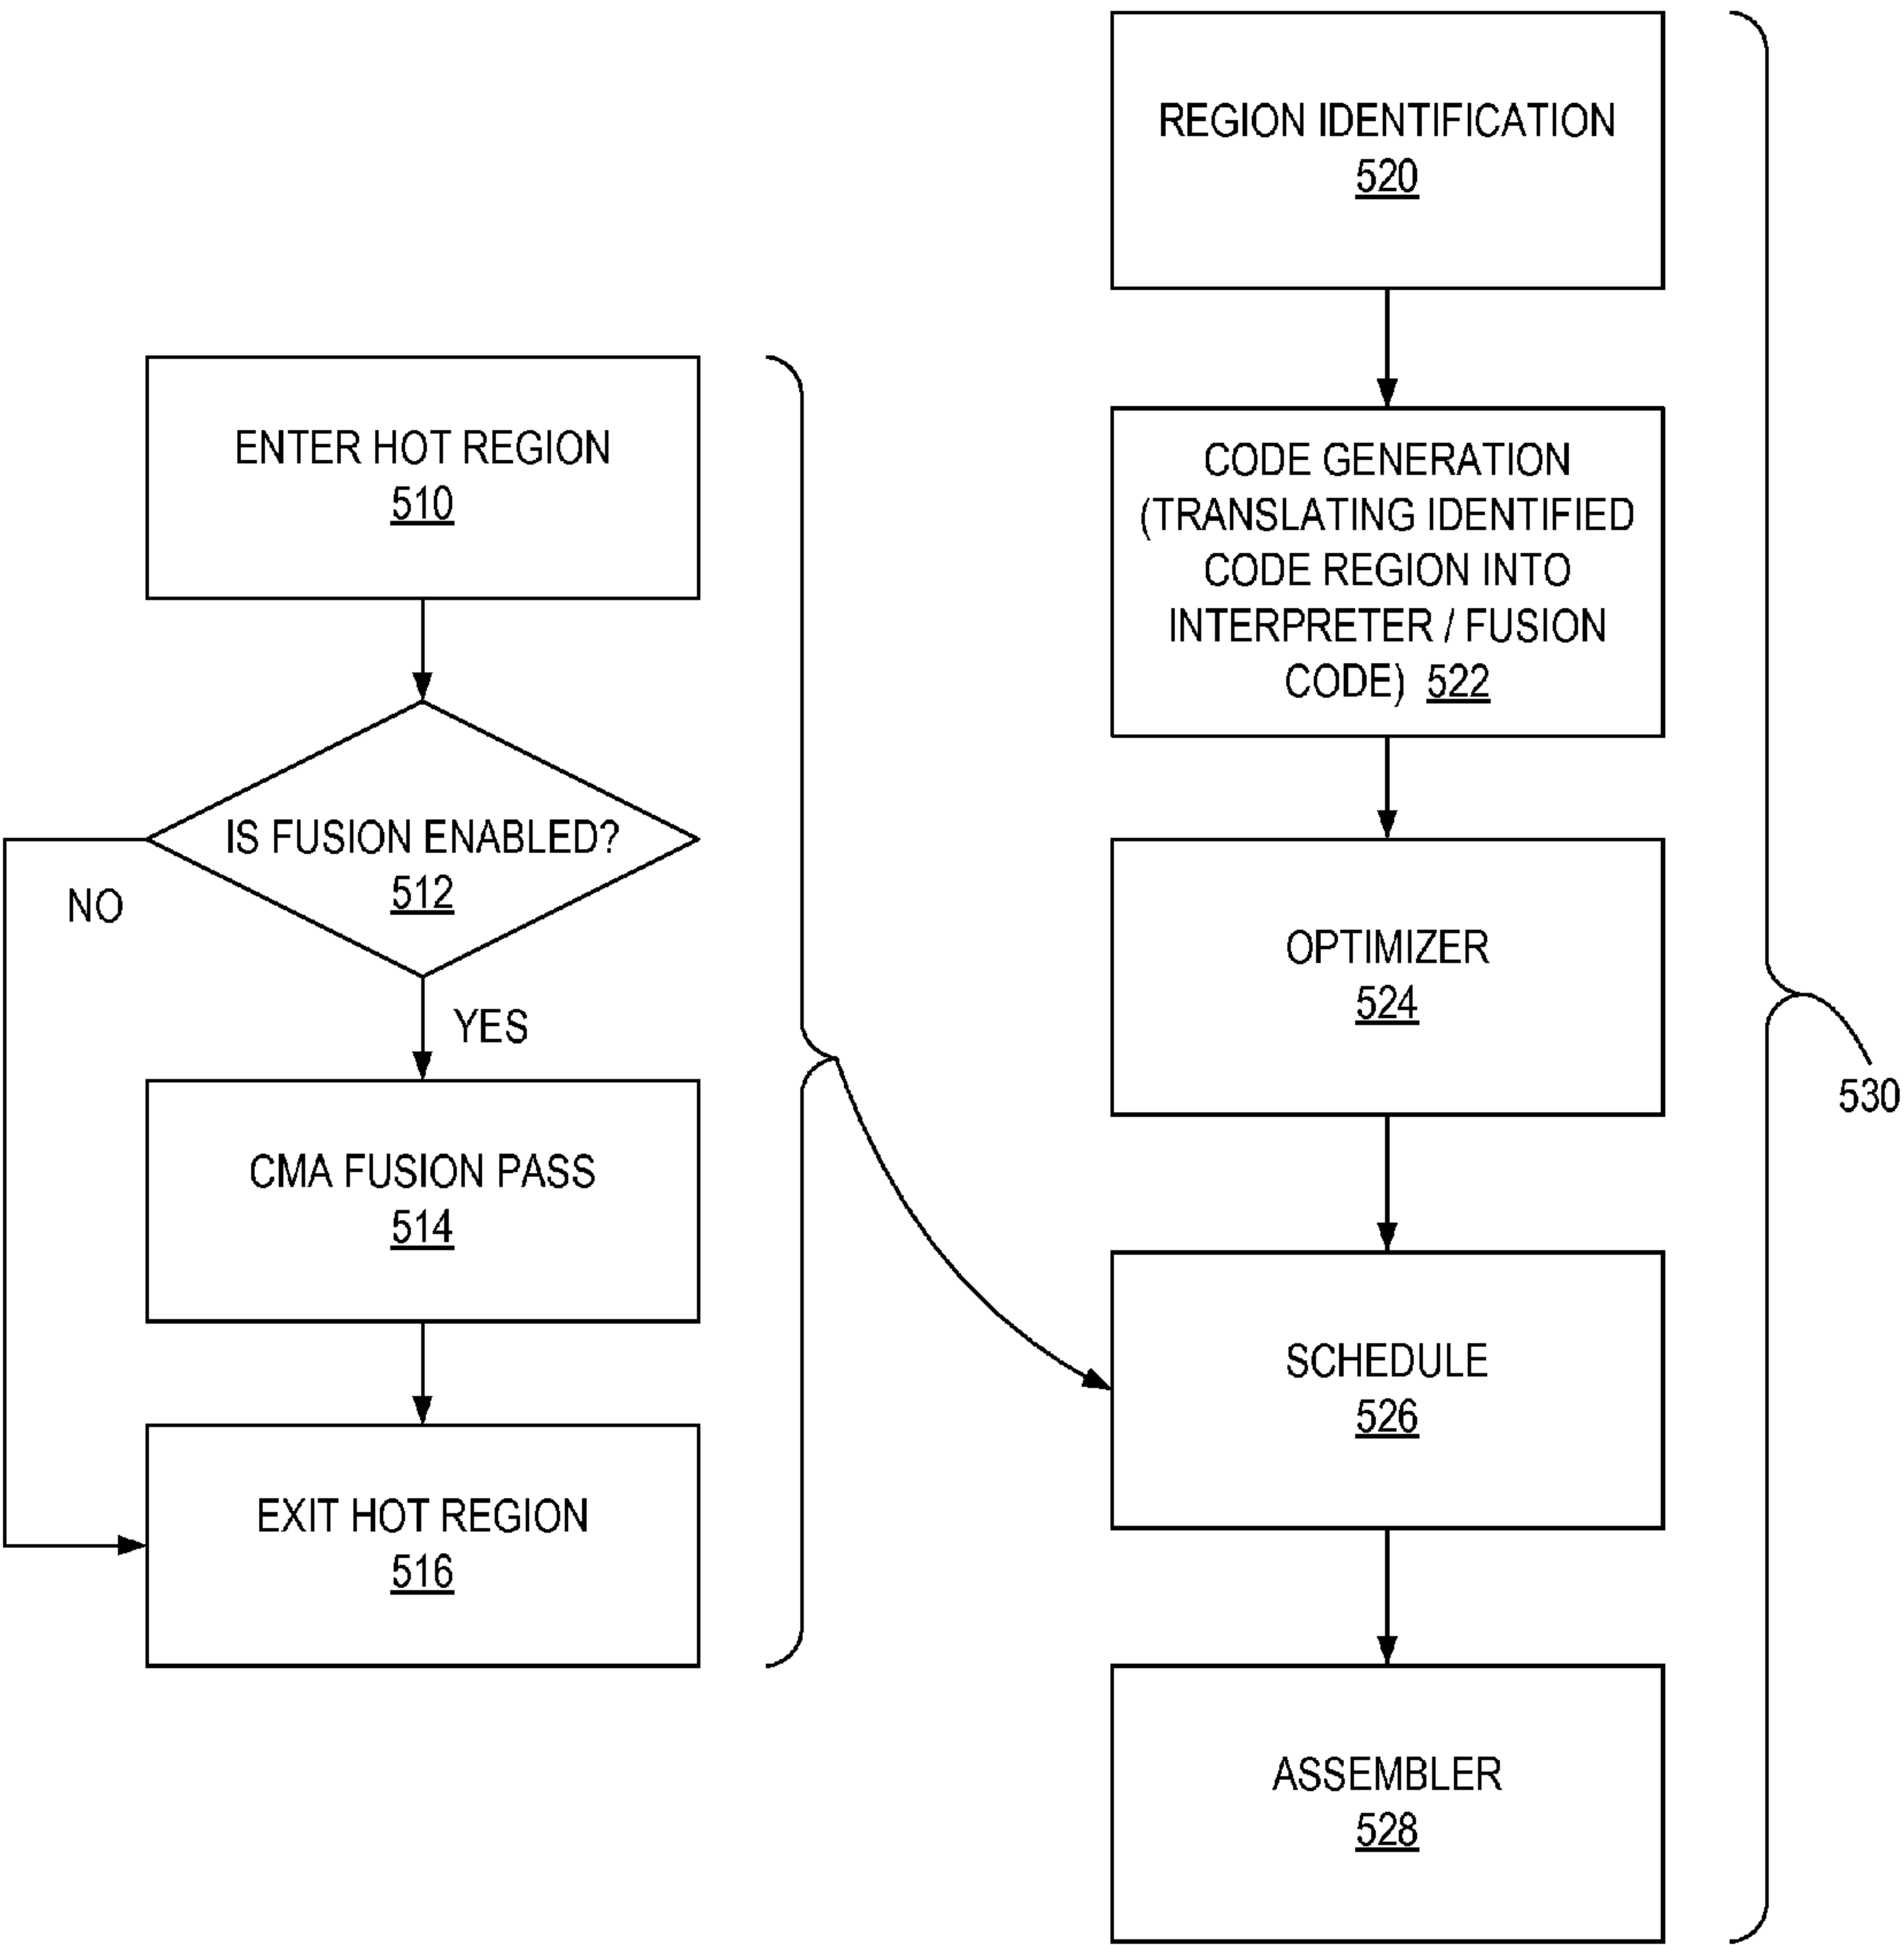 ENTER HOT REGION
510
IS FUSION ENABLED?
512
NO
YES
CMA FUSION PASS
514
EXIT HOT REGION
516
REGION IDENTIFICATION
520
CODE GENERATION
(TRANSLATING IDENTIFIED
CODE REGION INTO
INTERPRETER / FUSION
CODE) 522
OPTIMIZER
524
SCHEDULE
526
ASSEMBLER
528
530